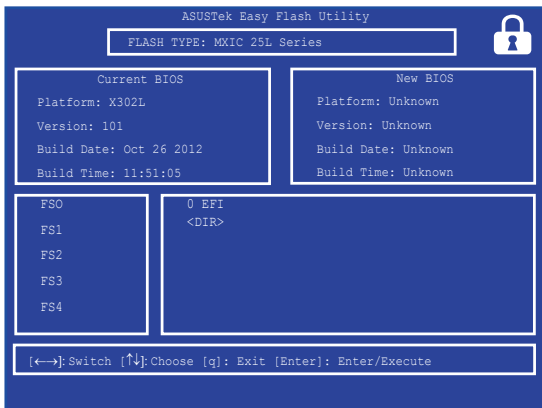 ASUSTek Easy Flash Utility
FLASH TYPE: MXIC 25L Series
Current BIOS
Platform: X302L
Version: 101
Build Date: Oct 26 2012
Build Time: 11:51:05
New BIOS
Platform: Unknown
Version: Unknown
Build Date: Unknown
Build Time: Unknown
FSO
FS1
FS2
FS3
FS4
0 EFI
<DIR>
[←→]: Switch [↑↓]: Choose [q]: Exit [Enter]: Enter/Execute